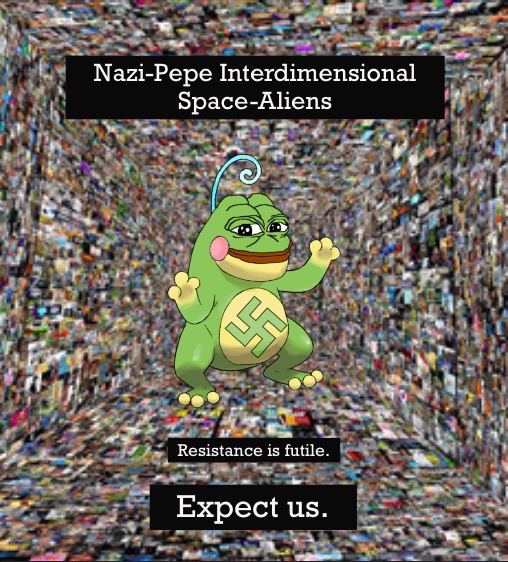 Nazi-Pepe Interdimensional
Space-Aliens
Resistance is futile.
Expect us.